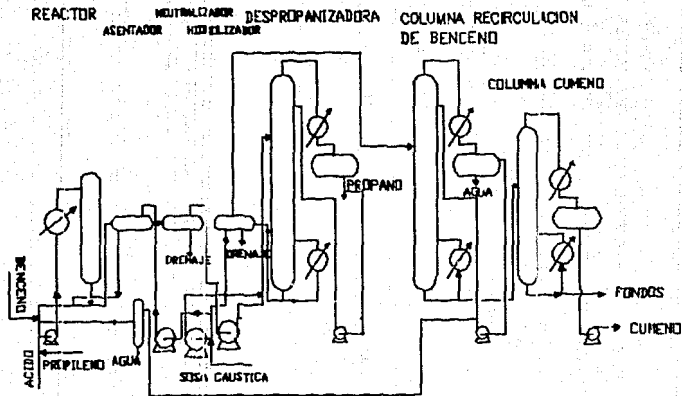 REACTOR
ASENTADOR
NEUTRALIZADOR
HIDROLIZADOR
DESPROPANIZADORA
COLUMNA RECIRCULACION
DE BENCENO
COLUMNA CUMENO
PROPANO
AGUA
DRENAJE
DRENAJE
BENCENO
FONDOS
CUMENO
ACIDO
PROPILENO
AGUA
SOSA CAUSTICA